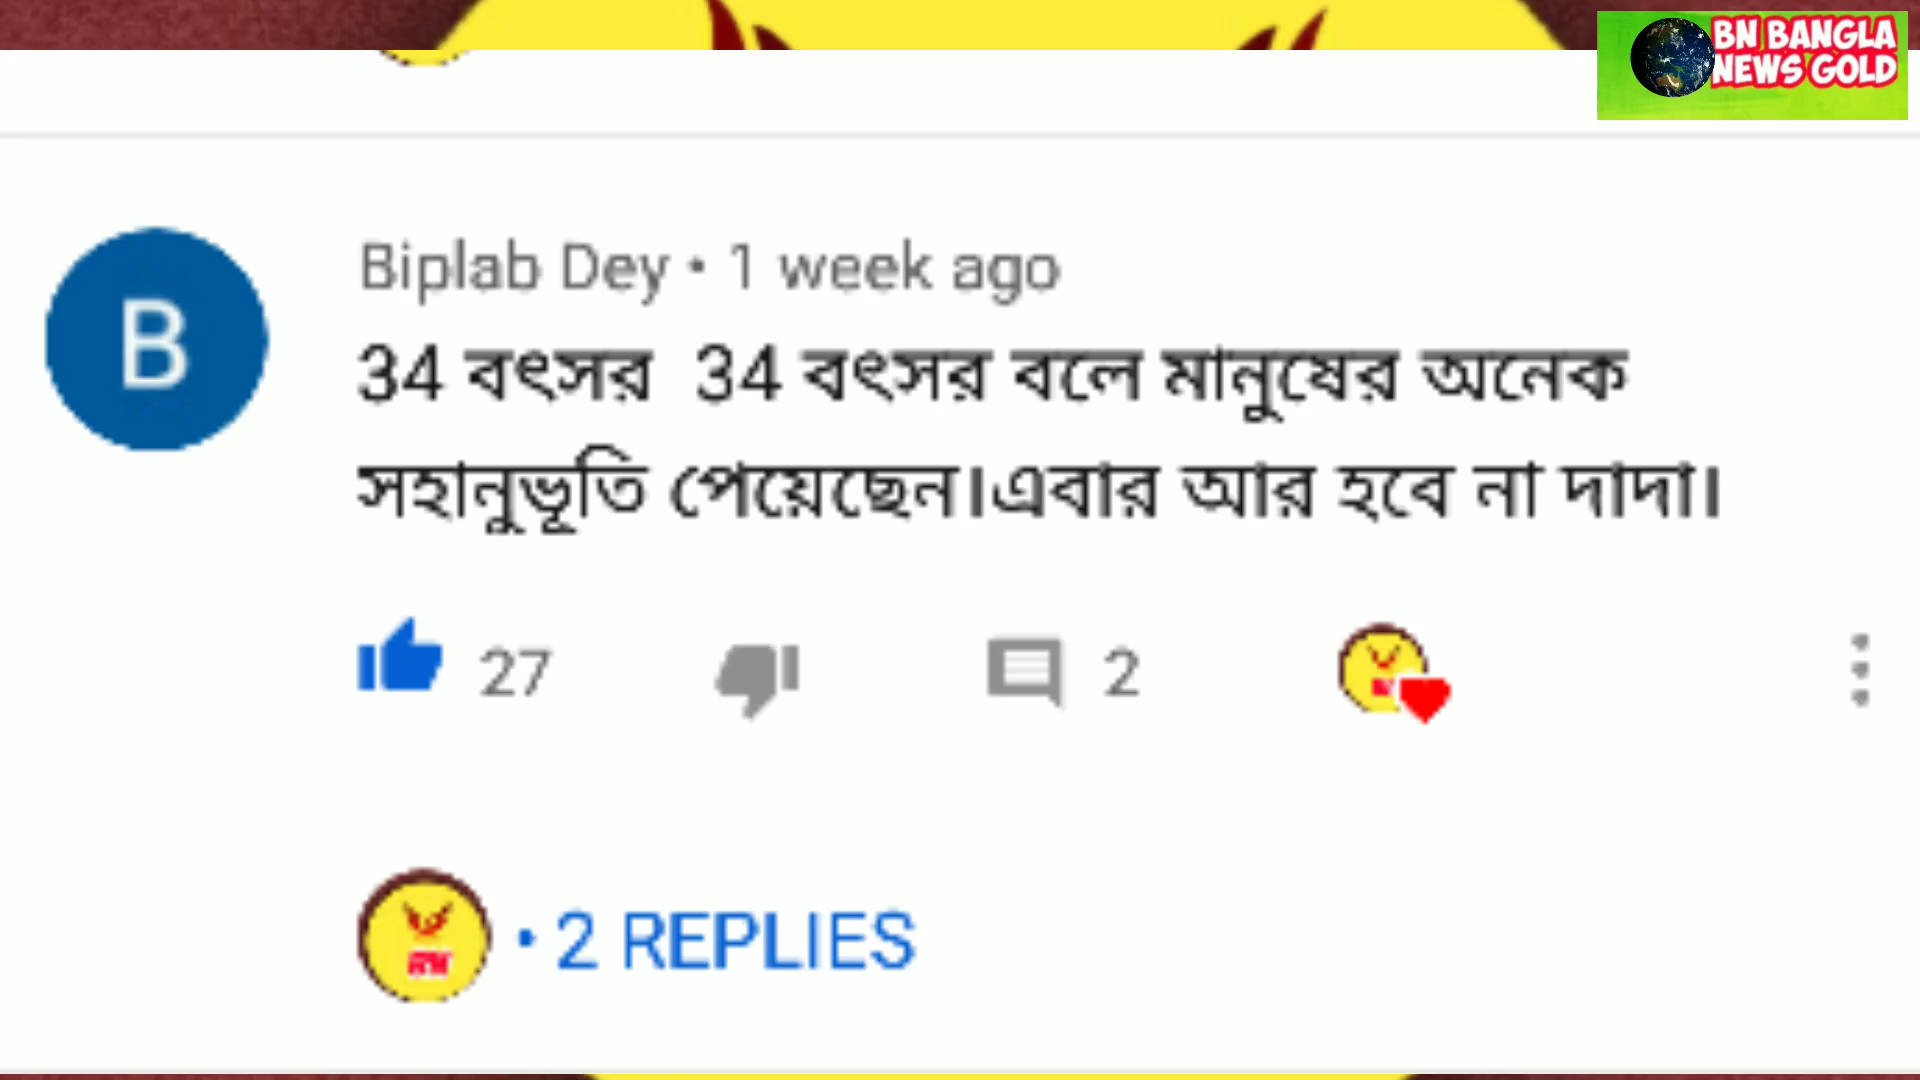 BN BANGLA
NEWS GOLD
B
Biplab Dey • 1 week ago
34 বৎসর 34 বৎসর বলে মানুষের অনেক
সহানুভূতি পেয়েছেন।এবার আর হবে না দাদা।
27
2
• 2 REPLIES